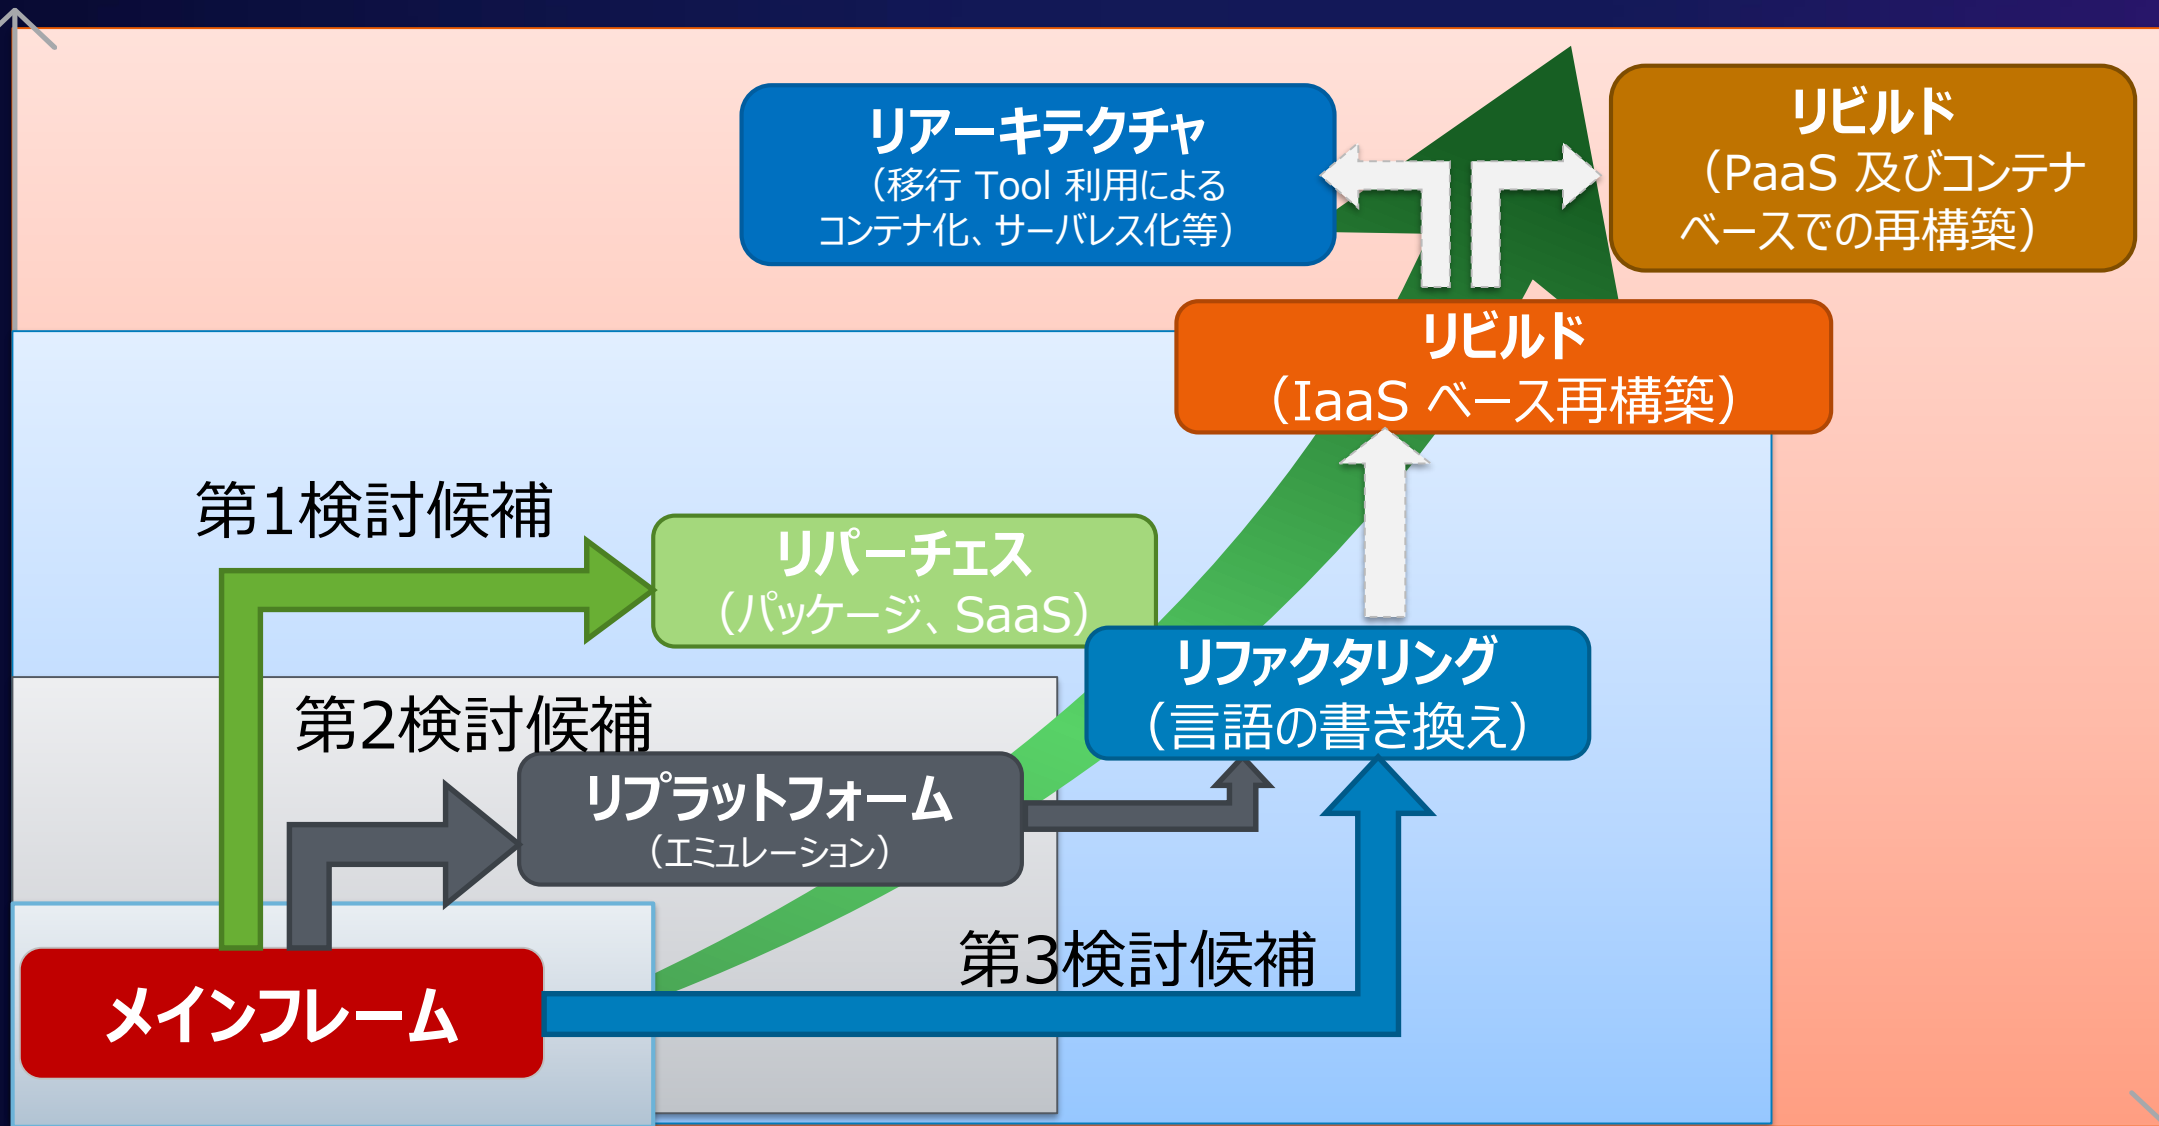 リアーキテクチャ
（移行 Tool 利用による
コンテナ化、サーバレス化等）
リビルド
（PaaS 及びコンテナ
ベースでの再構築）
リビルド
（IaaS ベース再構築）
第1検討候補
リパーチェス
（パッケージ、SaaS）
リファクタリング
（言語の書き換え）
第2検討候補
リプラットフォーム
（エミュレーション）
第3検討候補
メインフレーム